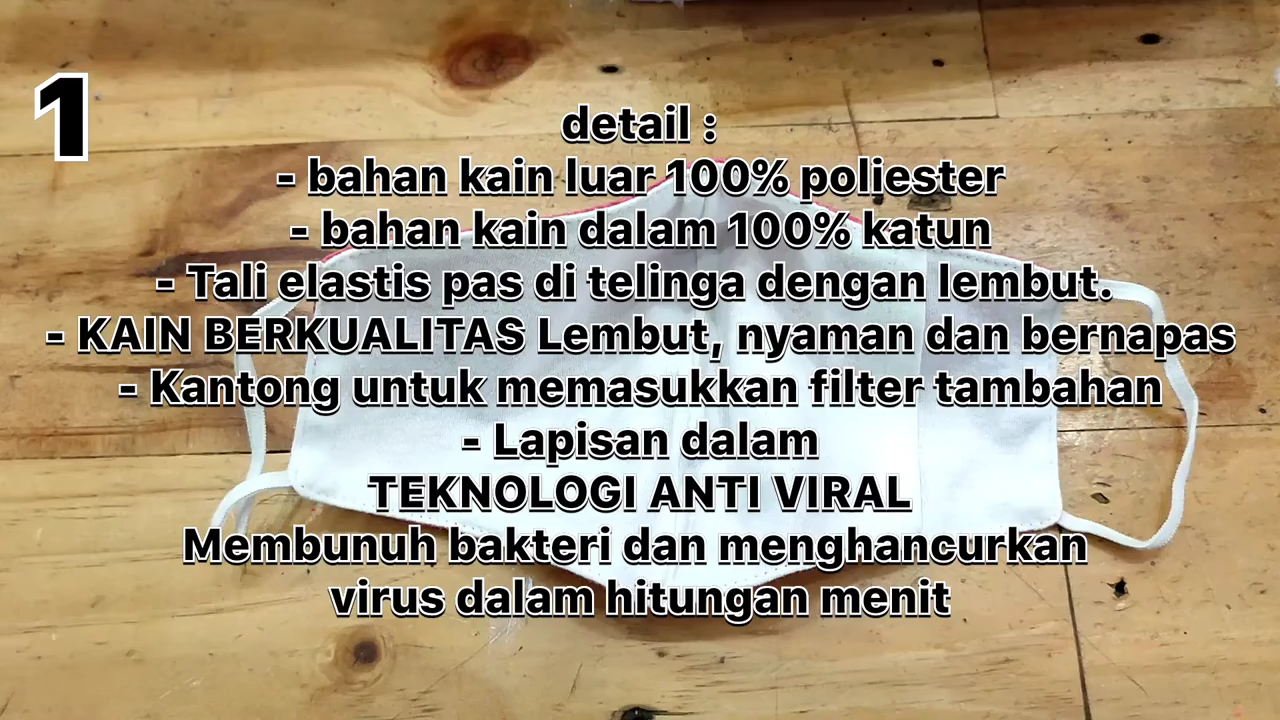 1
detail :
- bahan kain luar 100% poliester
- bahan kain dalam 100% katun
- Tali elastis pas di telinga dengan lembut.
- KAIN BERKUALITAS Lembut, nyaman dan bernapas
- Kantong untuk memasukkan filter tambahan
- Lapisan dalam
TEKNOLOGI ANTI VIRAL
Membunuh bakteri dan menghancurkan
virus dalam hitungan menit